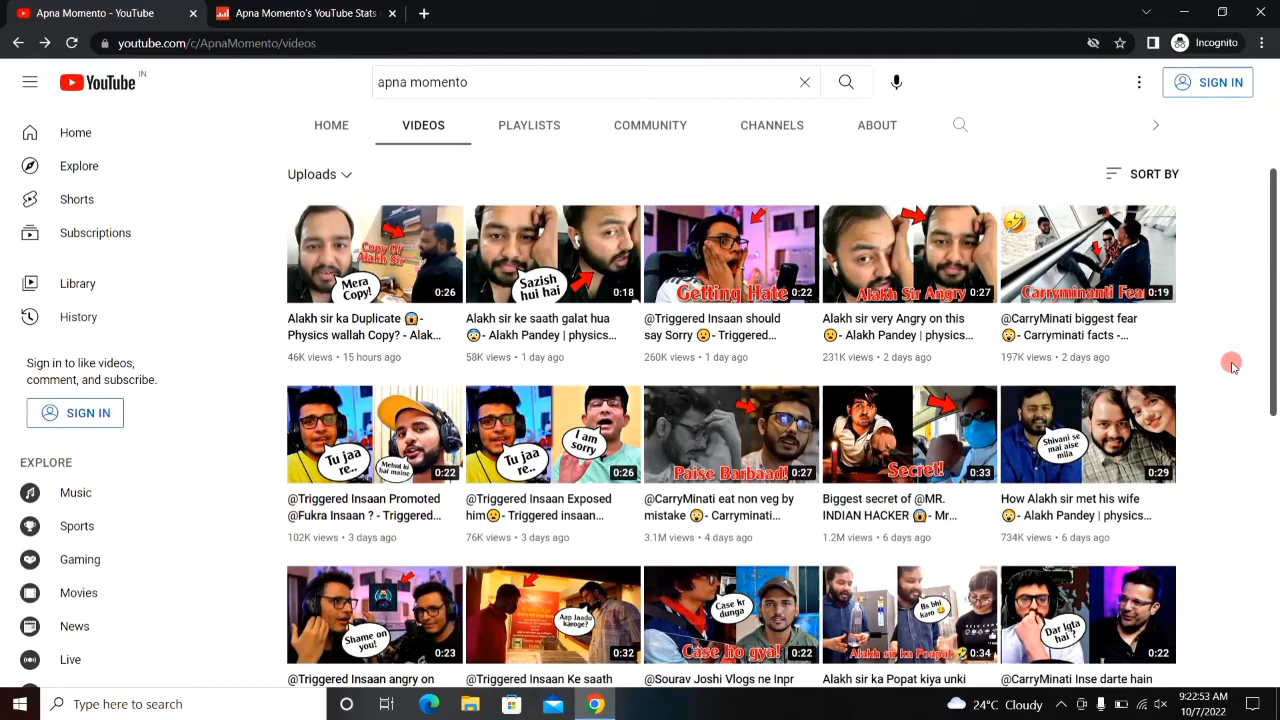 Apna Momento - YouTube
Apna Momento's YouTube Stats
youtube.com/c/ApnaMomento/videos
Incognito
YouTube IN
apna momento
SIGN IN
HOME VIDEOS PLAYLISTS COMMUNITY CHANNELS ABOUT
Home
Explore
Shorts
Subscriptions
Library
History
Sign in to like videos,
comment, and subscribe.
SIGN IN
EXPLORE
Music
Sports
Gaming
Movies
News
Live
Uploads
SORT BY
Copy Of
Alakh Sir
Mera
Copy!
0:26
Alakh sir ka Duplicate 😱 -
Physics wallah Copy? - Alak...
46K views • 15 hours ago
Sazish
hui hai
0:18
Alakh sir ke saath galat hua
😨- Alakh Pandey | physics...
58K views • 1 day ago
Getting Hate
0:22
@Triggered Insaan should
say Sorry 😮- Triggered...
260K views • 1 day ago
Alakh Sir Angry
0:27
Alakh sir very Angry on this
😮- Alakh Pandey | physics...
231K views • 2 days ago
Carryminanti Fear
0:19
@CarryMinati biggest fear
😮- Carryminati facts -...
197K views • 2 days ago
Tu jaa
re..
Mehnat ki
hai maine
0:22
@Triggered Insaan Promoted
@Fukra Insaan ? - Triggered...
102K views • 3 days ago
Tu jaa
re..
I am
sorry
0:26
@Triggered Insaan Exposed
him😮- Triggered insaan...
76K views • 3 days ago
Paise Barbaad!
0:27
@CarryMinati eat non veg by
mistake 😮- Carryminati...
3.1M views • 4 days ago
Secret!
0:33
Biggest secret of @MR.
INDIAN HACKER 😱- Mr...
1.2M views • 6 days ago
Shivani se
mai aise
mila
0:29
How Alakh sir met his wife
😮- Alakh Pandey | physics...
734K views • 6 days ago
Shame on
you!
0:23
@Triggered Insaan angry on
Aap Jaadu
karoge?
0:32
@Triggered Insaan Ke saath
Case kr
dunga
Case ho gya!
0:22
@Sourav Joshi Vlogs ne Inpr
Bs bhi
karo 😂
Alakh sir ka Popat
0:34
Alakh sir ka Popat kiya unki
Dar lgta
hai ?
0:22
@CarryMinati Inse darte hain
Type here to search
24°C Cloudy
9:22:53 AM
10/7/2022